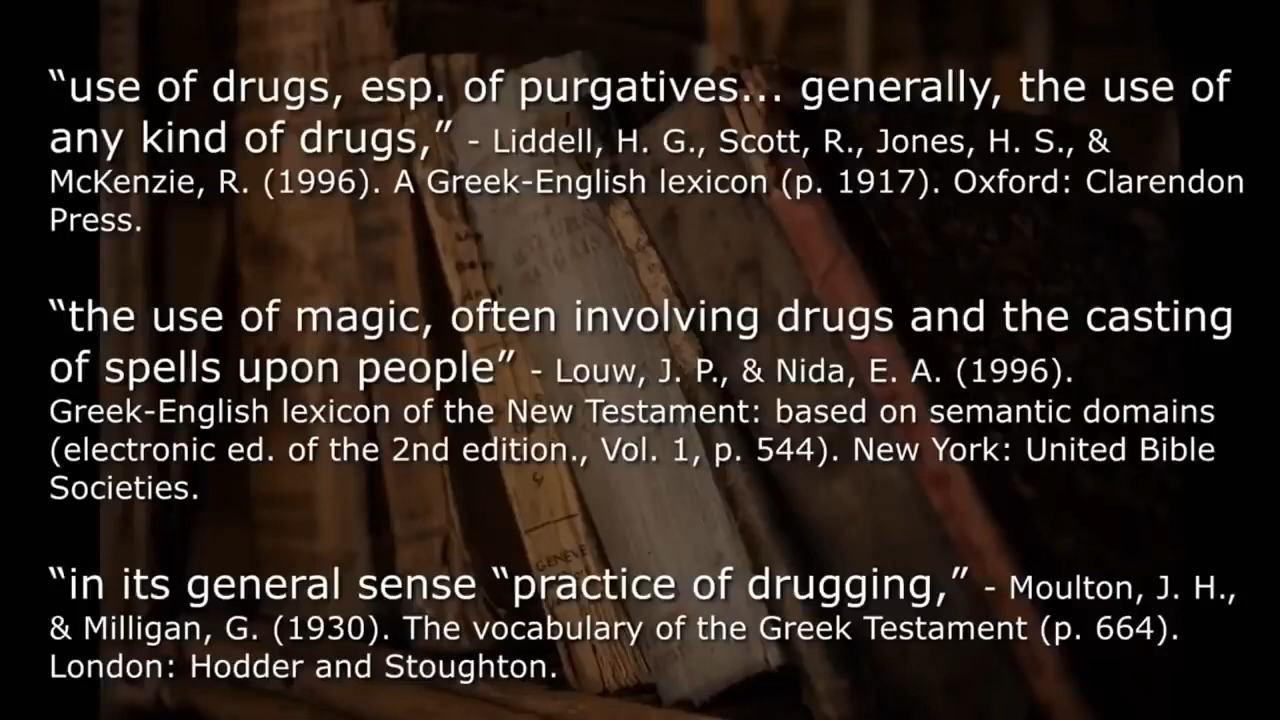 “use of drugs, esp. of purgatives... generally, the use of
any kind of drugs,” - Liddell, H. G., Scott, R., Jones, H. S., &
McKenzie, R. (1996). A Greek-English lexicon (p. 1917). Oxford: Clarendon
Press.
“the use of magic, often involving drugs and the casting
of spells upon people” - Louw, J. P., & Nida, E. A. (1996).
Greek-English lexicon of the New Testament: based on semantic domains
(electronic ed. of the 2nd edition., Vol. 1, p. 544). New York: United Bible
Societies.
“in its general sense “practice of drugging,” - Moulton, J. H.,
& Milligan, G. (1930). The vocabulary of the Greek Testament (p. 664).
London: Hodder and Stoughton.
GENEVE